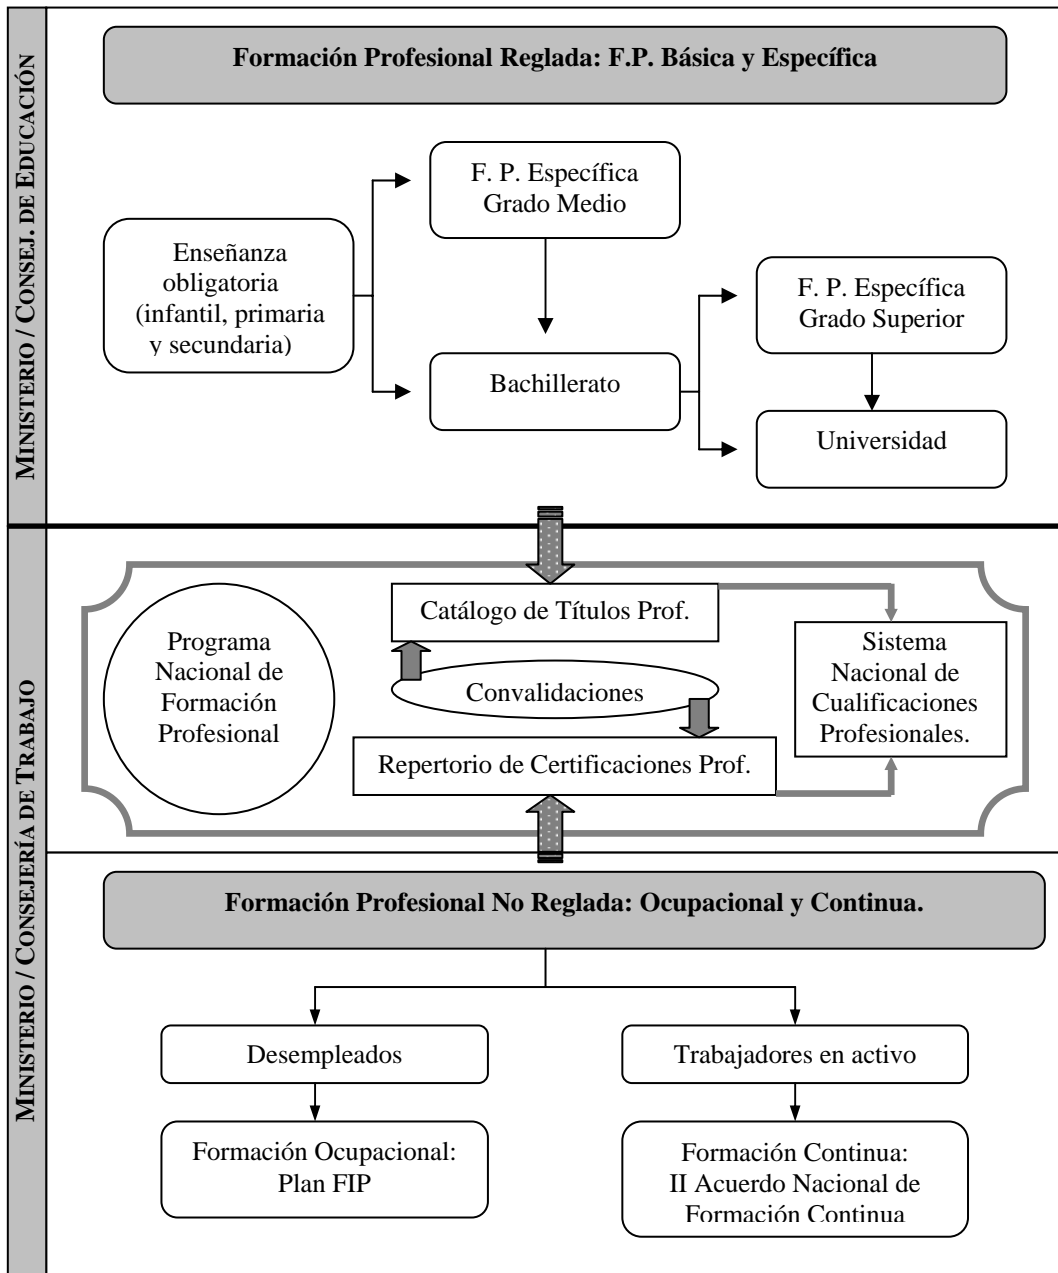 MINISTERIO / CONSEJ. DE EDUCACIÓN
Formación Profesional Reglada: F.P. Básica y Específica
F. P. Específica
Grado Medio
Enseñanza
obligatoria
(infantil, primaria
y secundaria)
F. P. Específica
Grado Superior
Bachillerato
Universidad
MINISTERIO / CONSEJERÍA DE TRABAJO
Programa
Nacional de
Formación
Profesional
Catálogo de Títulos Prof.
Convalidaciones
Repertorio de Certificaciones Prof.
Sistema
Nacional de
Cualificaciones
Profesionales.
Formación Profesional No Reglada: Ocupacional y Continua.
Desempleados
Trabajadores en activo
Formación Ocupacional:
Plan FIP
Formación Continua:
II Acuerdo Nacional de
Formación Continua